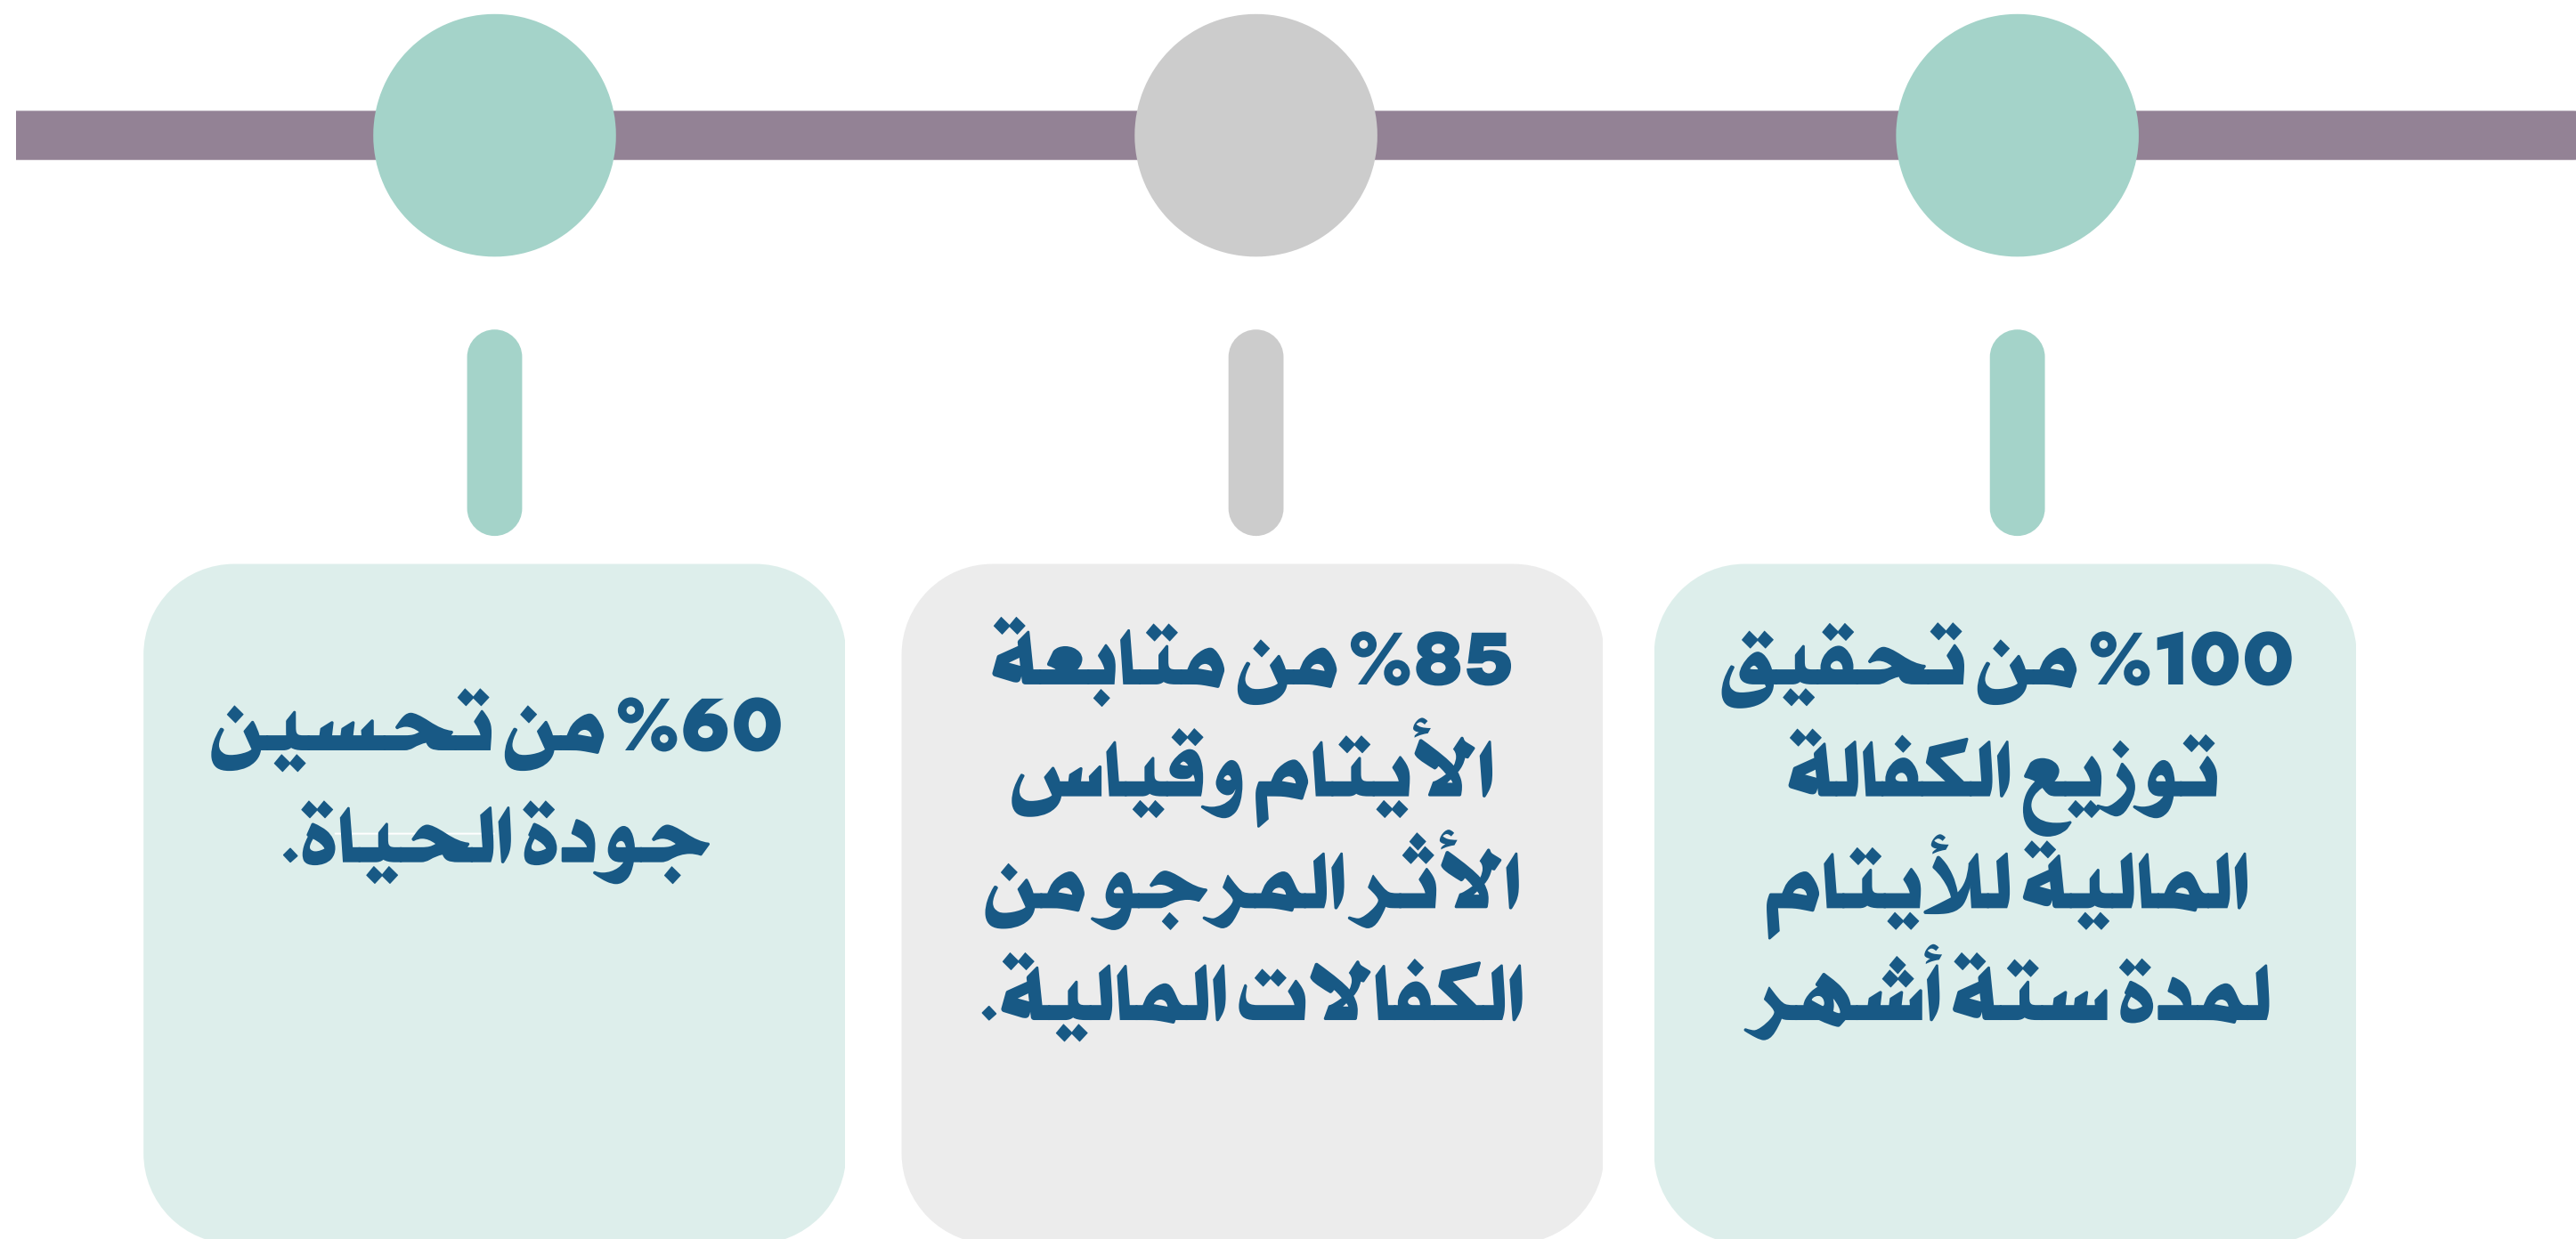 100% من تحقيق
توزيع الكفالة
المالية للأيتام
لمدة ستة أشهر
85% من متابعة
الأيتام وقياس
الأثر المرجو من
الكفالات المالية.
60% من تحسين
جودة الحياة.